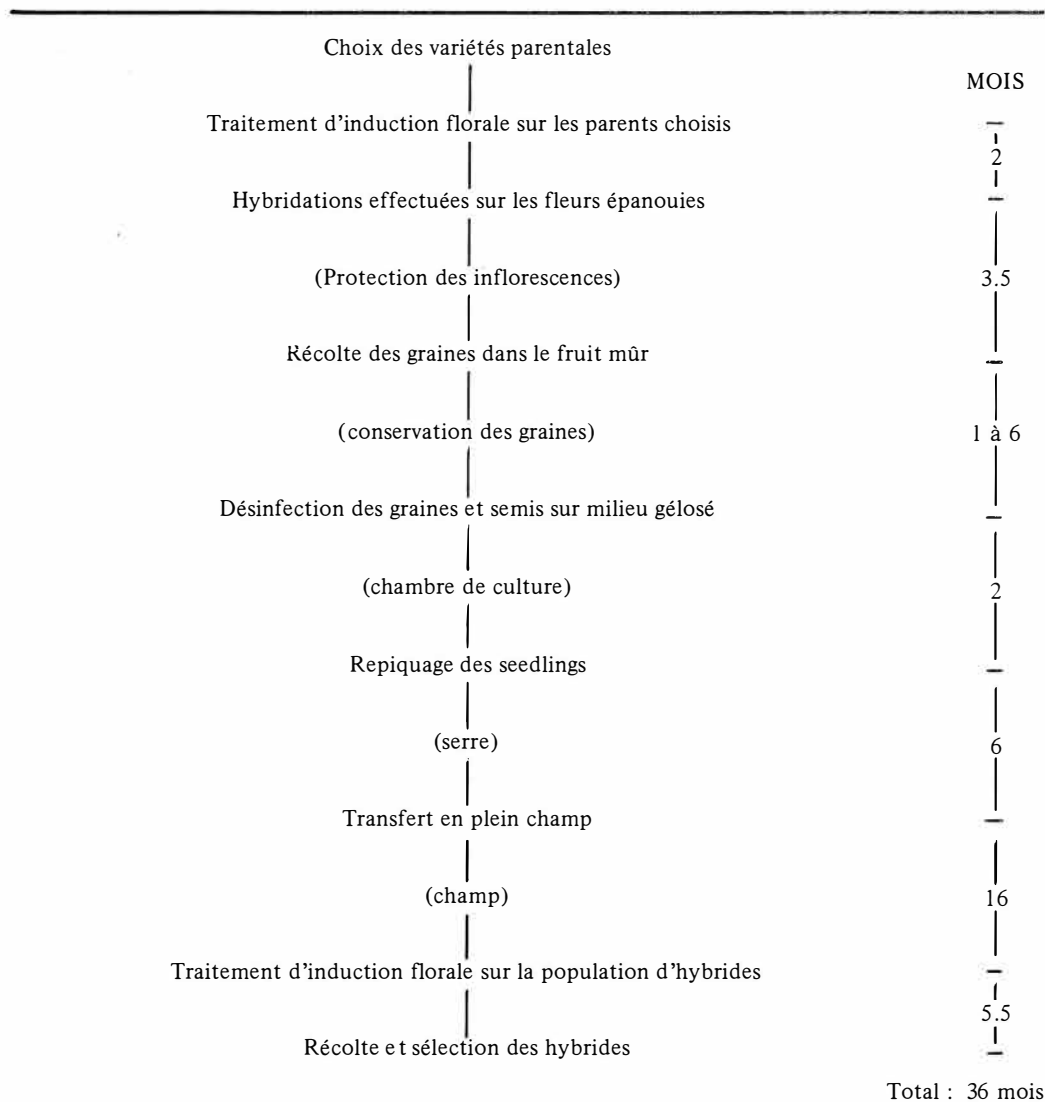 Choix des variétés parentales
MOIS
Traitement d'induction florale sur les parents choisis
2
Hybridations effectuées sur les fleurs épanouies
(Protection des inflorescences)
3.5
Récolte des graines dans le fruit mûr
(conservation des graines)
1 à 6
Désinfection des graines et semis sur milieu gélosé
(chambre de culture)
2
Repiquage des seedlings
(serre)
6
Transfert en plein champ
(champ)
16
Traitement d'induction florale sur la population d'hybrides
5.5
Récolte et sélection des hybrides
Total : 36 mois